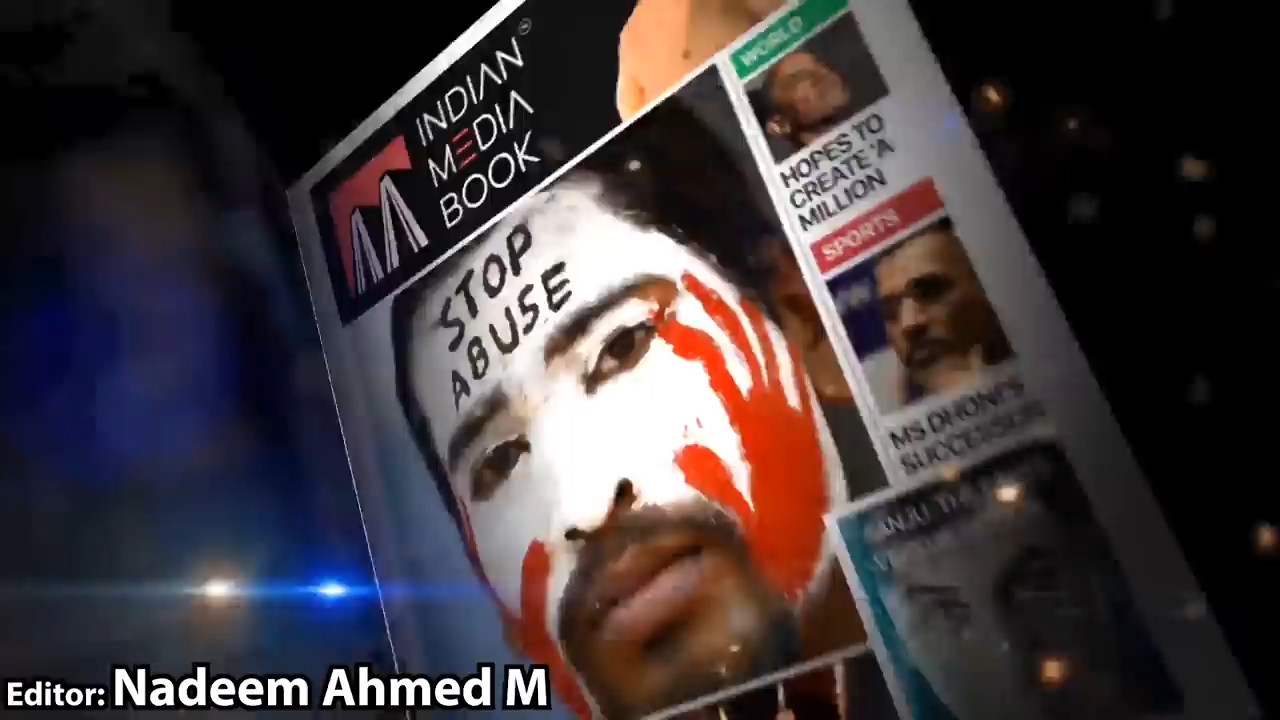 INDIAN
MEDIA
BOOK
STOP
ABUSE
WORLD
HOPES TO
CREATE 'A
MILLION
SPORTS
MS DHONI'S
SUCCESSOR
Editor: Nadeem Ahmed M